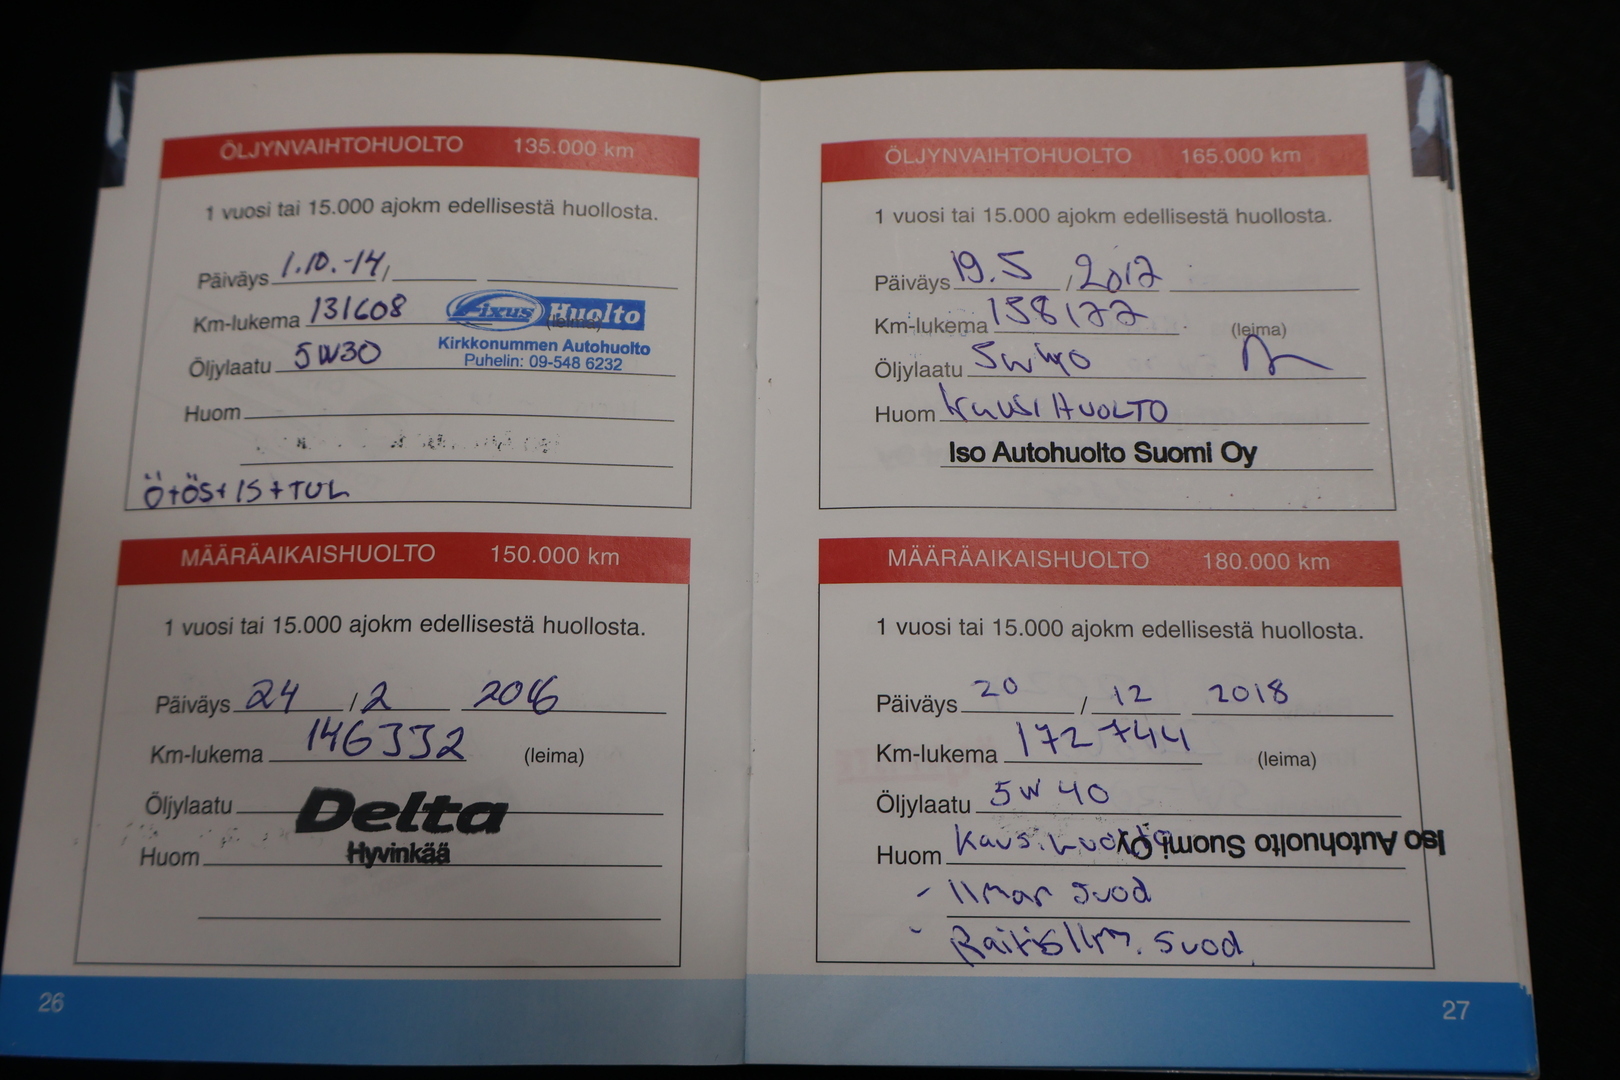 ÖLJYNVAIHTOHUOLTO 135.000 km
1 vuosi tai 15.000 ajokm edellisestä huollosta.
Päiväys 1.10.-14 /
Km-lukema 131608 (leima)
Fixus Huolto
Kirkkonummen Autohuolto
Puhelin: 09-548 6232
Öljylaatu 5W30
Huom
Ö+ÖS+IS+TUL
MÄÄRÄAIKAISHUOLTO 150.000 km
1 vuosi tai 15.000 ajokm edellisestä huollosta.
Päiväys 24 / 2 2016
Km-lukema 146332 (leima)
Öljylaatu
Delta
Hyvinkää
Huom
26
ÖLJYNVAIHTOHUOLTO 165.000 km
1 vuosi tai 15.000 ajokm edellisestä huollosta.
Päiväys 19.5 / 2017
Km-lukema 158177 (leima)
Öljylaatu 5W40
Huom kausi HUOLTO
Iso Autohuolto Suomi Oy
MÄÄRÄAIKAISHUOLTO 180.000 km
1 vuosi tai 15.000 ajokm edellisestä huollosta.
Päiväys 20 / 12 2018
Km-lukema 172744 (leima)
Öljylaatu 5W40
Huom Kausihuolto
Iso Autohuolto Suomi Oy
- Ilman suod
- Raitisilm. suod.
27